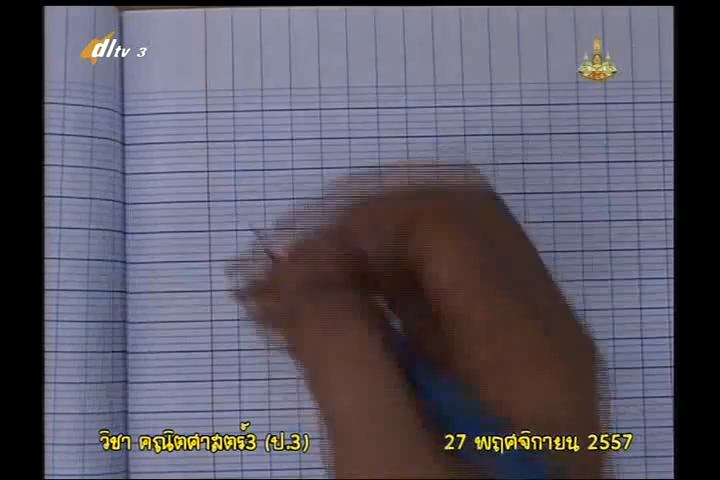 dltv 3
วิชา คณิตศาสตร์3 (ป.3)
27 พฤศจิกายน 2557